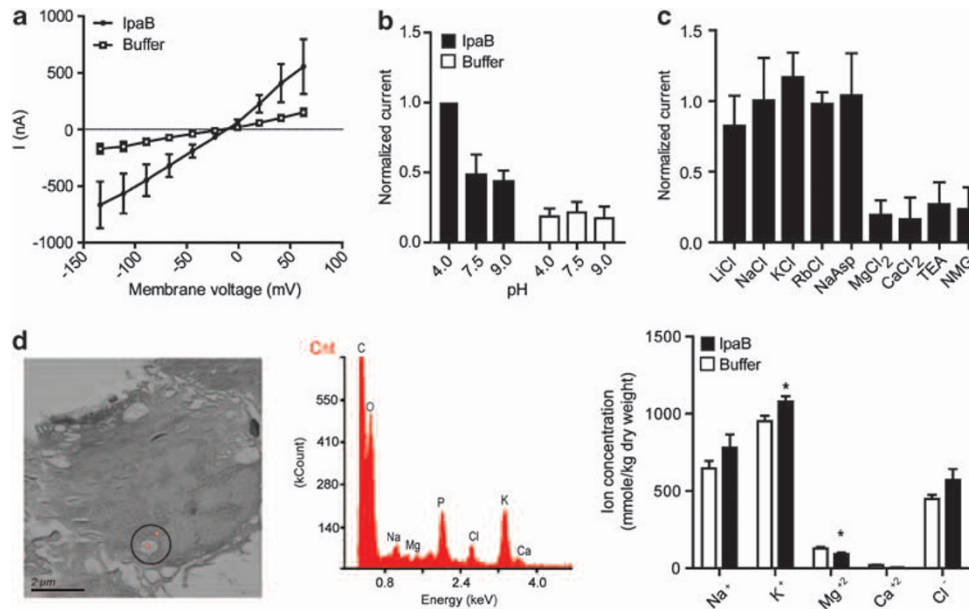 a
IpaB
Buffer
1000
500
0
-500
-1000
I (nA)
-150 -100 -50 0 50 100
Membrane voltage (mV)
b
IpaB
Buffer
1.5
1.0
0.5
0.0
Normalized current
4.0 7.5 9.0 4.0 7.5 9.0
pH
c
1.5
1.0
0.5
0.0
Normalized current
LiCl NaCl KCl RbCl NaAsp MgCl2 CaCl2 TEA NMG
d
2 µm
Cnt
C
O
Na
Mg
P
Cl
K
Ca
550
410
280
140
(kCount)
0.8 1.6 2.4 3.2 4.0
Energy (keV)
1500
1000
500
0
Ion concentration
(mmole/kg dry weight)
Buffer
IpaB
*
*
Na+ K+ Mg+2 Ca+2 Cl-